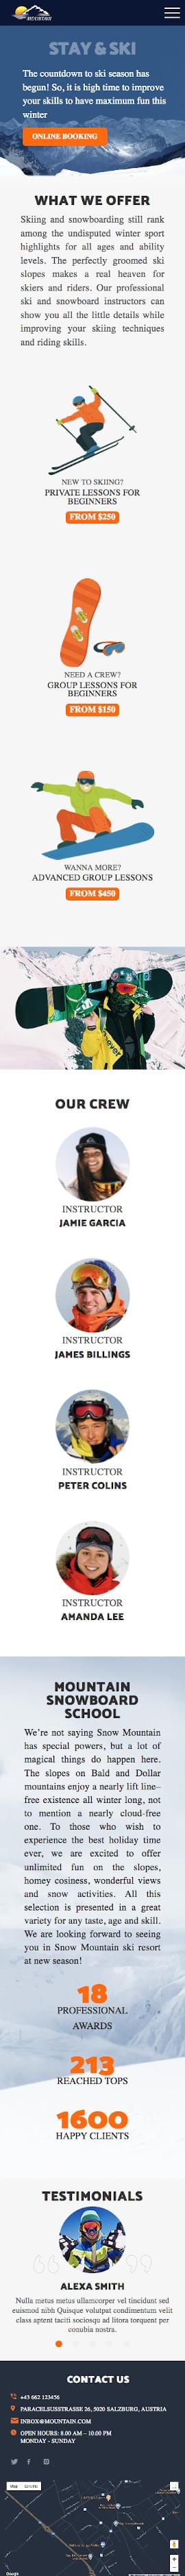 MOUNTAIN
STAY & SKI
The countdown to ski season has
begun! So, it is high time to improve
your skills to have maximum fun this
winter
ONLINE BOOKING
WHAT WE OFFER
Skiing and snowboarding still rank
among the undisputed winter sport
highlights for all ages and ability
levels. The perfectly groomed ski
slopes makes a real heaven for
skiers and riders. Our professional
ski and snowboard instructors can
show you all the little details while
improving your skiing techniques
and riding skills.
NEW TO SKIING?
PRIVATE LESSONS FOR
BEGINNERS
FROM $250
NEED A CREW?
GROUP LESSONS FOR
BEGINNERS
FROM $150
WANNA MORE?
ADVANCED GROUP LESSONS
FROM $450
OUR CREW
INSTRUCTOR
JAMIE GARCIA
INSTRUCTOR
JAMES BILLINGS
INSTRUCTOR
PETER COLINS
INSTRUCTOR
AMANDA LEE
MOUNTAIN
SNOWBOARD
SCHOOL
We're not saying Snow Mountain
has special powers, but a lot of
magical things do happen here.
The slopes on Bald and Dollar
mountains enjoy a nearly lift line–
free existence all winter long, not
to mention a nearly cloud-free
one. To those who wish to
experience the best holiday time
ever, we are excited to offer
unlimited fun on the slopes,
homey cosiness, wonderful views
and snow activities. All this
selection is presented in a great
variety for any taste, age and skill.
We are looking forward to seeing
you in Snow Mountain ski resort
at new season!
18
PROFESSIONAL
AWARDS
213
REACHED TOPS
1600
HAPPY CLIENTS
TESTIMONIALS
ALEXA SMITH
Nulla metus metus ullamcorper vel tincidunt sed
euismod nibh Quisque volutpat condimentum velit
class aptent taciti sociosqu ad litora torquent per
conubia nostra.
CONTACT US
+43 662 123456
PARACELSUSSTRASSE 26, 5020 SALZBURG, AUSTRIA
INBOX@MOUNTAIN.COM
OPEN HOURS: 8.00 AM – 10.00 PM
MONDAY - SUNDAY
Map Satellite
Google